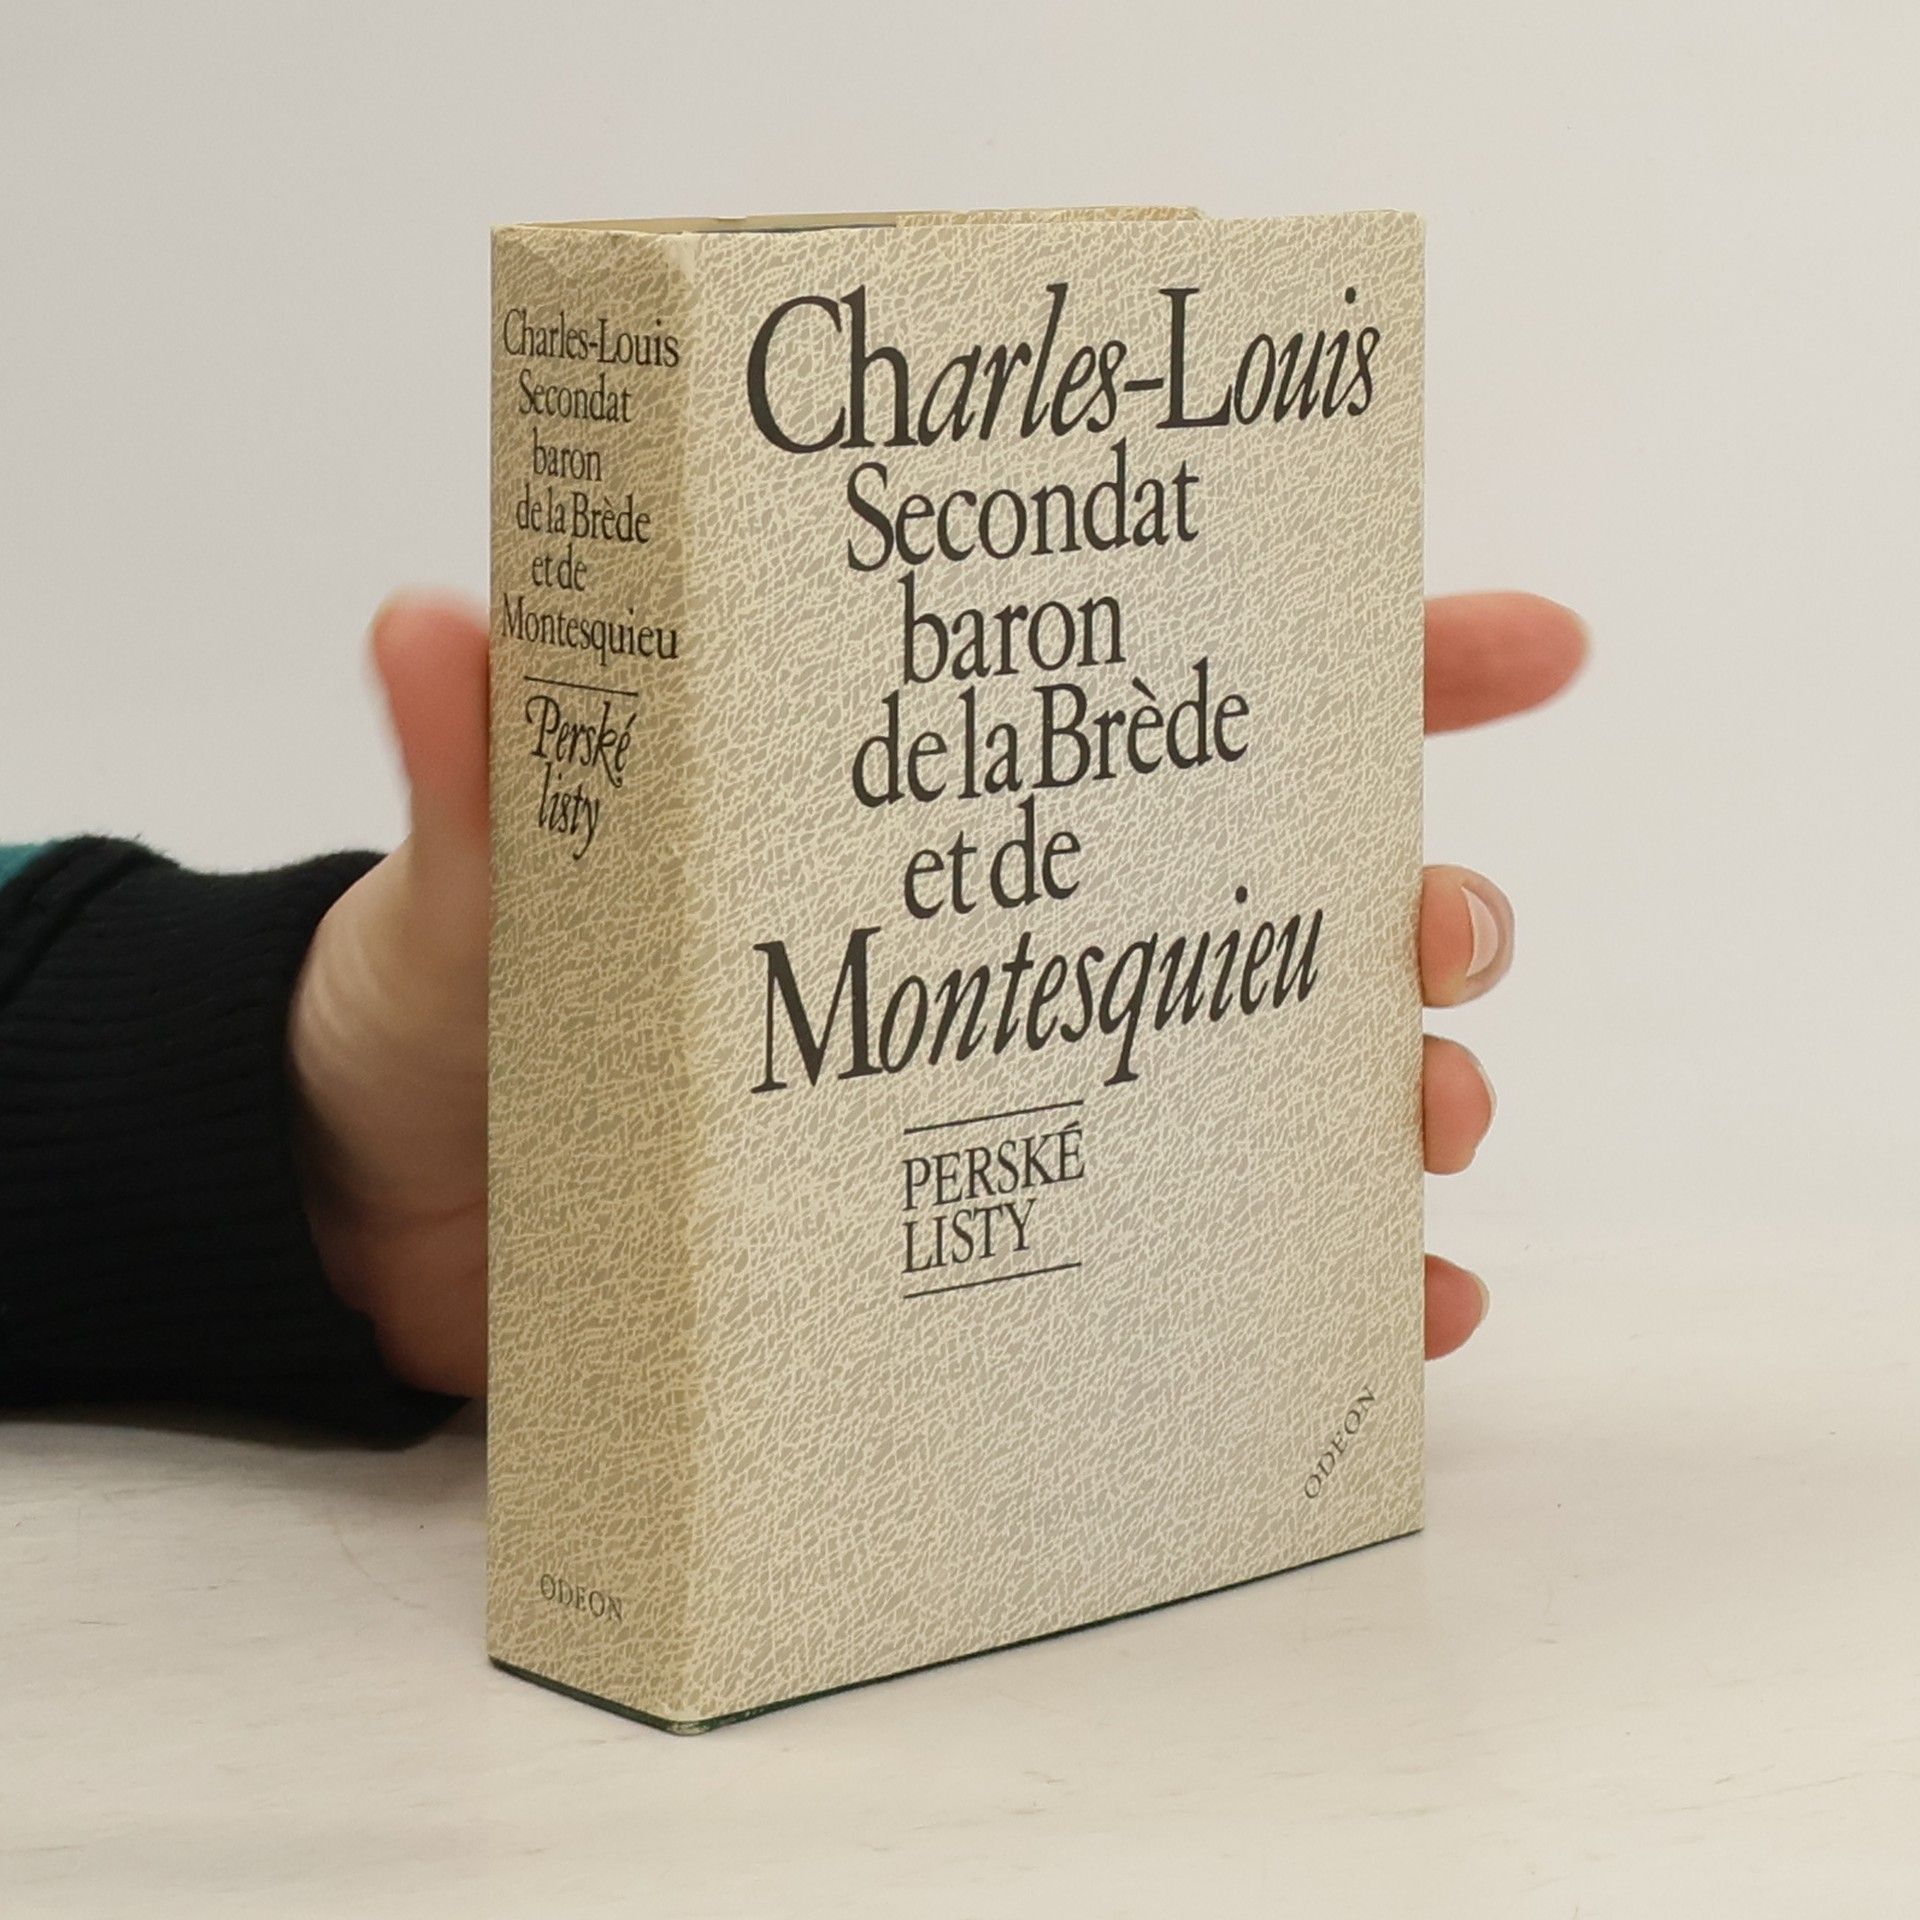 Charles-Louis
Secondat
baron
de la Brède
et de
Montesquieu
Perské
listy
ODEON
Charles-Louis
Secondat
baron
de la Brède
et de
Montesquieu
PERSKÉ
LISTY
ODEON